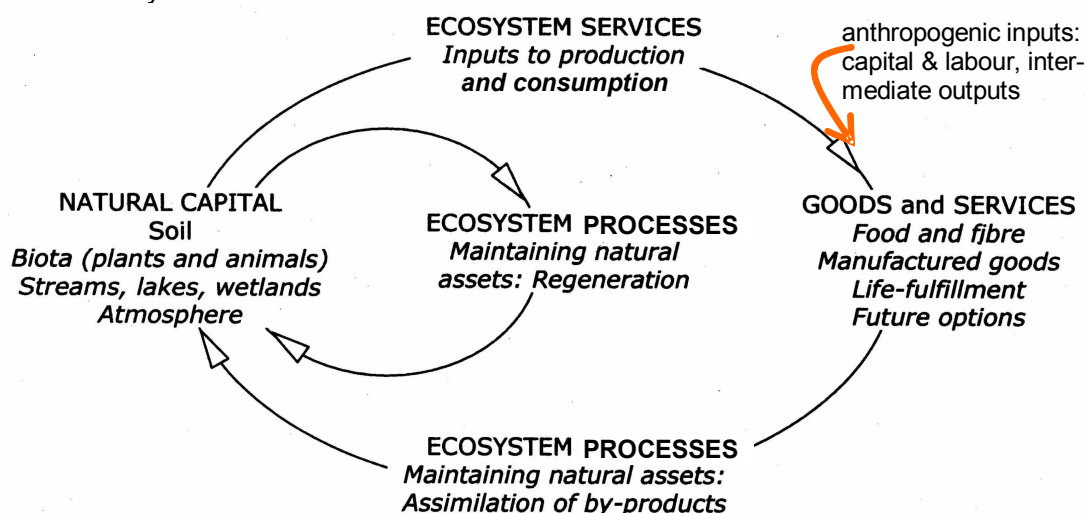 ECOSYSTEM SERVICES
Inputs to production
and consumption
anthropogenic inputs:
capital & labour, inter-
mediate outputs
NATURAL CAPITAL
Soil
Biota (plants and animals)
Streams, lakes, wetlands
Atmosphere
ECOSYSTEM PROCESSES
Maintaining natural
assets: Regeneration
GOODS and SERVICES
Food and fibre
Manufactured goods
Life-fulfillment
Future options
ECOSYSTEM PROCESSES
Maintaining natural assets:
Assimilation of by-products